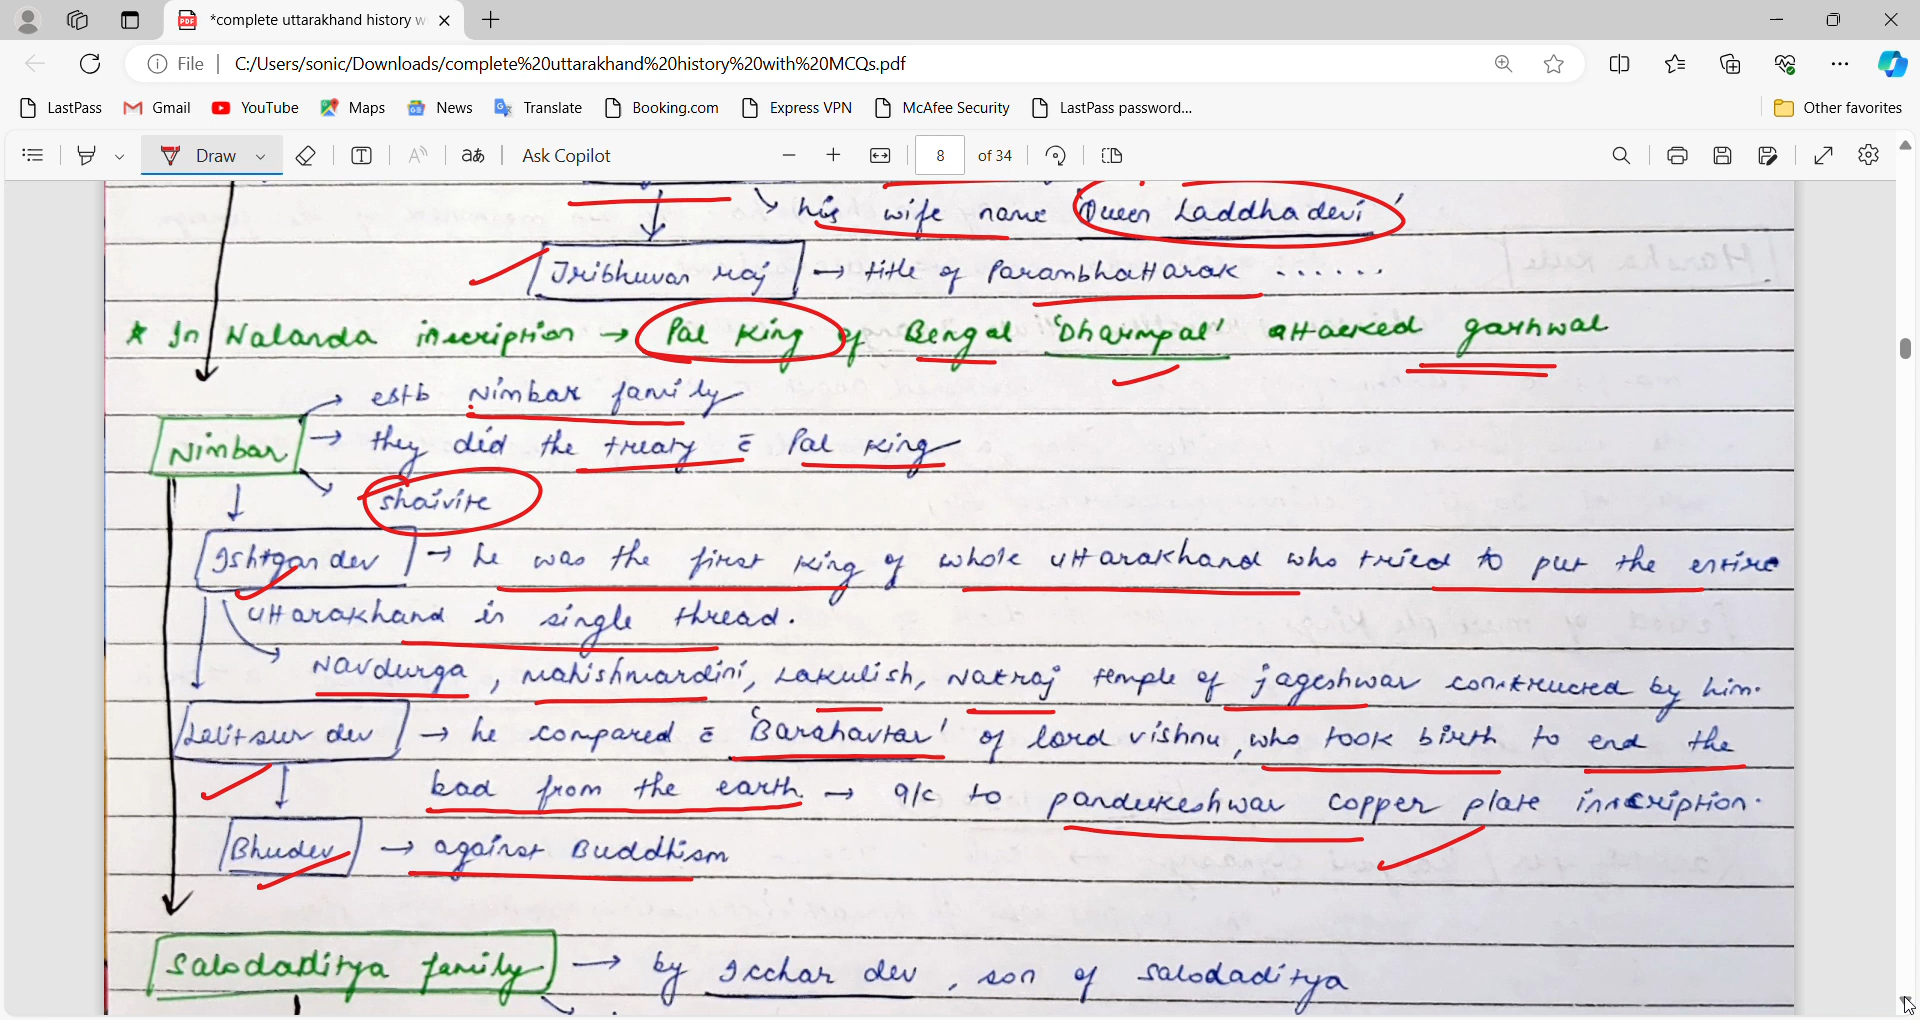 *complete uttarakhand history w
File C:/Users/sonic/Downloads/complete%20uttarakhand%20history%20with%20MCQs.pdf
LastPass Gmail YouTube Maps News Translate Booking.com Express VPN McAfee Security LastPass password... Other favorites
Draw Ask Copilot 8 of 34
→ his wife name 'Queen Laddhadevi'
Tribhuvan raj → title of Parambhattarak ......
* In Nalanda inscription → Pal King of Bengal 'Dharmpal' attacked garhwal
→ estb Nimbar family
Nimbar → they did the treaty c̄ Pal King
→ shaivite
Ishtgan dev → he was the first king of whole uttarakhand who tried to put the entire
uttarakhand in single thread.
→ Navdurga, Mahishmardini, Lakulish, Natraj temple of jageshwar constructed by him.
Lalitsur dev → he compared c̄ 'Barahavtar' of lord vishnu, who took birth to end the
bad from the earth → a/c to pandukeshwar copper plate inscription.
Bhudev → against Buddhism
Salodaditya family → by Icchar dev, son of Salodaditya